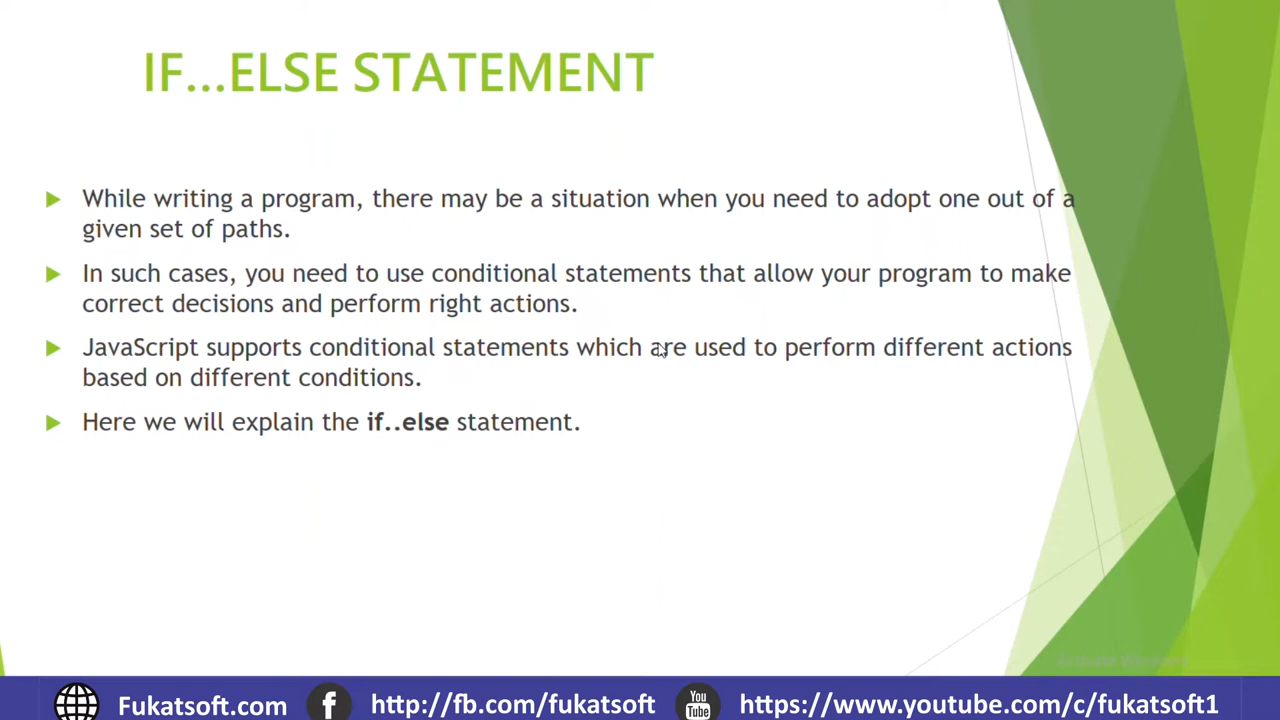 IF...ELSE STATEMENT
While writing a program, there may be a situation when you need to adopt one out of a
given set of paths.
In such cases, you need to use conditional statements that allow your program to make
correct decisions and perform right actions.
JavaScript supports conditional statements which are used to perform different actions
based on different conditions.
Here we will explain the if..else statement.
Activate Windows
Fukatsoft.com
f
http://fb.com/fukatsoft
You
Tube
https://www.youtube.com/c/fukatsoft1